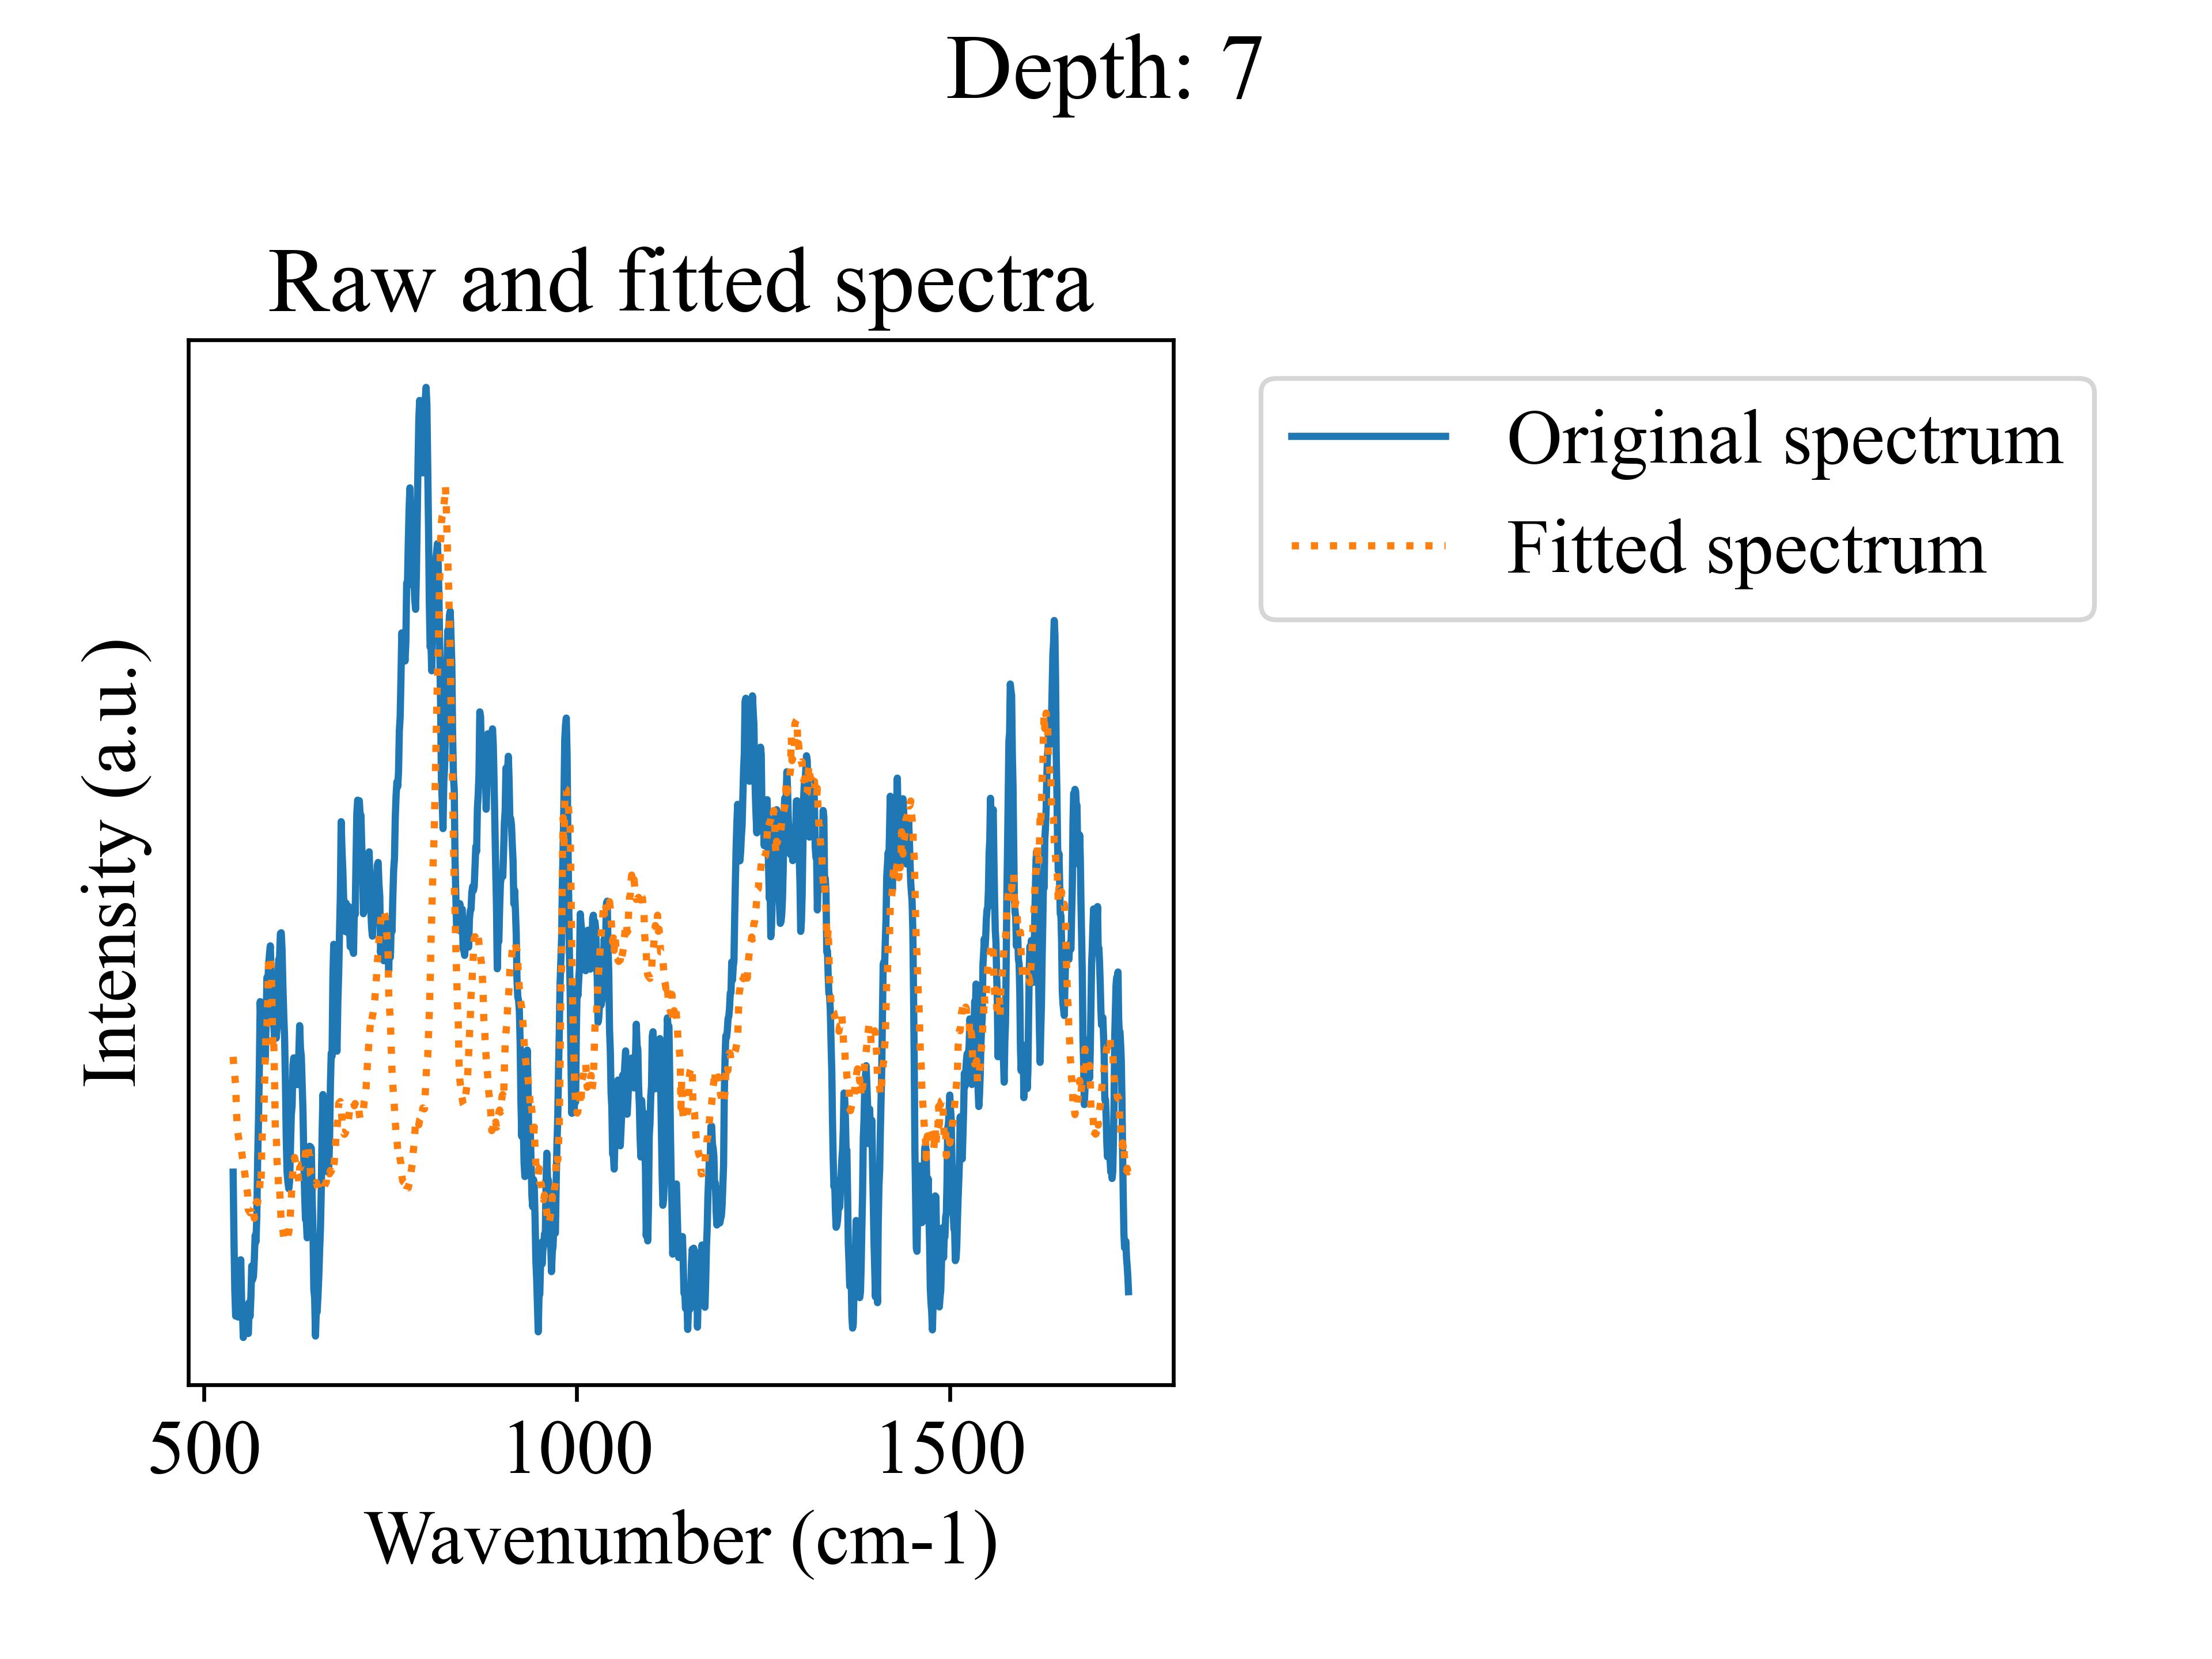 Depth: 7
Raw and fitted spectra
Original spectrum
Fitted spectrum
Intensity (a.u.)
500 1000 1500
Wavenumber (cm-1)